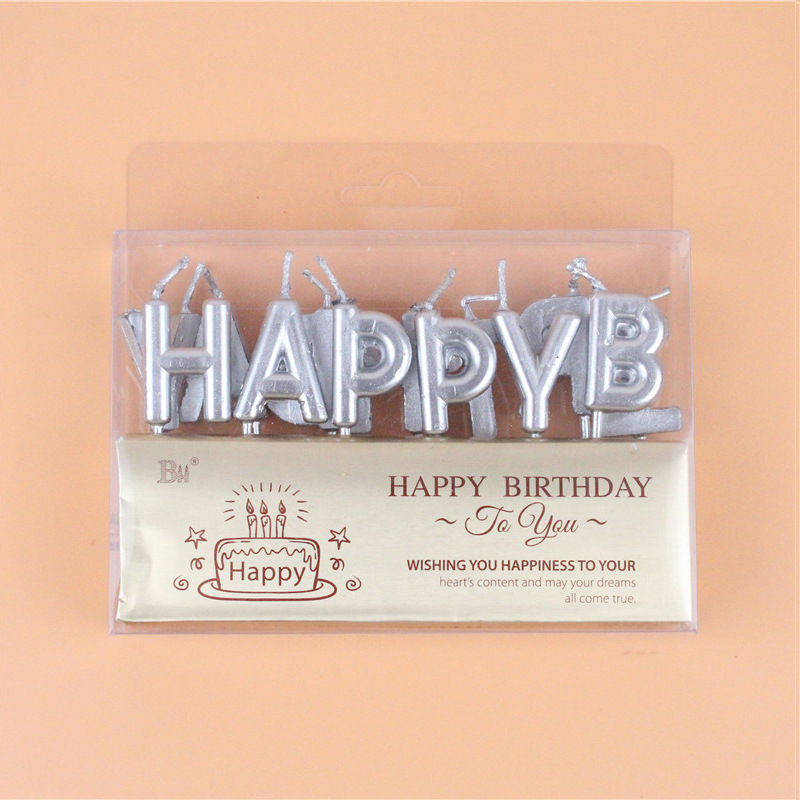 HAPPYB
BH®
Happy
HAPPY BIRTHDAY
~ To You ~
WISHING YOU HAPPINESS TO YOUR
heart's content and may your dreams
all come true.